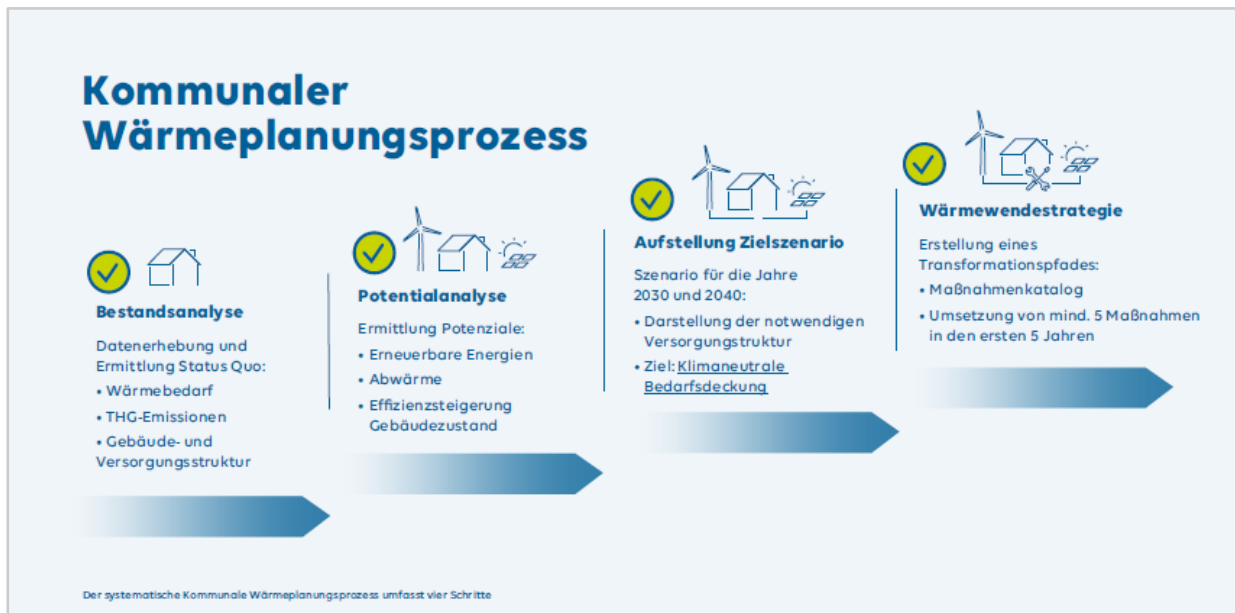 Kommunaler
Wärmeplanungsprozess
Bestandsanalyse
Datenerhebung und
Ermittlung Status Quo:
• Wärmebedarf
• THG-Emissionen
• Gebäude- und
Versorgungsstruktur
Potentialanalyse
Ermittlung Potenziale:
• Erneuerbare Energien
• Abwärme
• Effizienzsteigerung
Gebäudezustand
Aufstellung Zielszenario
Szenario für die Jahre
2030 und 2040:
• Darstellung der notwendigen
Versorgungstruktur
• Ziel: Klimaneutrale
Bedarfsdeckung
Wärmewendestrategie
Erstellung eines
Transformationspfades:
• Maßnahmenkatalog
• Umsetzung von mind. 5 Maßnahmen
in den ersten 5 Jahren
Der systematische Kommunale Wärmeplanungsprozess umfasst vier Schritte